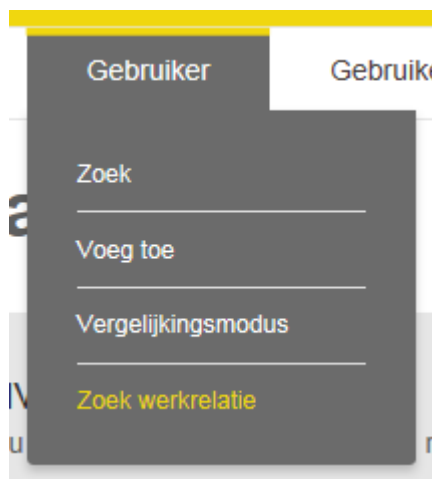 Gebruiker
Zoek
Voeg toe
Vergelijkingsmodus
Zoek werkrelatie